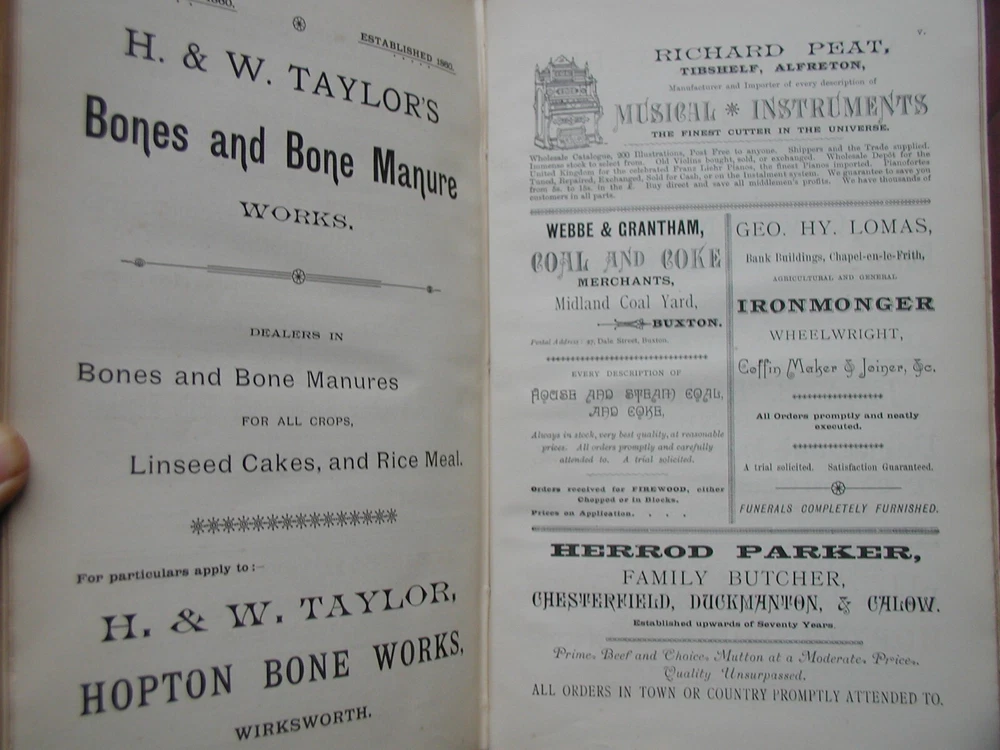 1860.
ESTABLISHED 1860.
H. & W. TAYLOR'S
Bones and Bone Manure
WORKS.
DEALERS IN
Bones and Bone Manures
FOR ALL CROPS,
Linseed Cakes, and Rice Meal.
For particulars apply to:-
H. & W. TAYLOR,
HOPTON BONE WORKS,
WIRKSWORTH.
v.
RICHARD PEAT,
TIBSHELF, ALFRETON,
Manufacturer and Importer of every description of
MUSICAL * INSTRUMENTS
THE FINEST CUTTER IN THE UNIVERSE.
Wholesale Catalogue, 200 Illustrations, Post Free to anyone. Shippers and the Trade supplied.
Immense stock to select from. Old Violins bought, sold, or exchanged. Wholesale Depôt for the
United Kingdom for the celebrated Franz Liehr Pianos, the finest Pianos imported. Pianofortes
Tuned, Repaired, Exchanged, Sold for Cash, or on the Instalment system. We guarantee to save you
from 5s. to 15s. in the £. Buy direct and save all middlemen's profits. We have thousands of
customers in all parts.
WEBBE & GRANTHAM,
COAL AND COKE
MERCHANTS,
Midland Coal Yard,
BUXTON.
Postal Address: 27, Dale Street, Buxton.
EVERY DESCRIPTION OF
HOUSE AND STEAM COAL,
AND COKE,
Always in stock, very best quality, at reasonable
prices. All orders promptly and carefully
attended to. A trial solicited.
Orders received for FIREWOOD, either
Chopped or in Blocks.
Prices on Application. . . .
GEO. HY. LOMAS,
Bank Buildings, Chapel-en-le-Frith,
AGRICULTURAL AND GENERAL
IRONMONGER
WHEELWRIGHT,
Coffin Maker & Joiner, &c.
All Orders promptly and neatly
executed.
A trial solicited. Satisfaction Guaranteed.
FUNERALS COMPLETELY FURNISHED.
HERROD PARKER,
FAMILY BUTCHER,
CHESTERFIELD, DUCKMANTON, & CALOW.
Established upwards of Seventy Years.
Prime Beef and Choice Mutton at a Moderate Price.
Quality Unsurpassed.
ALL ORDERS IN TOWN OR COUNTRY PROMPTLY ATTENDED TO.